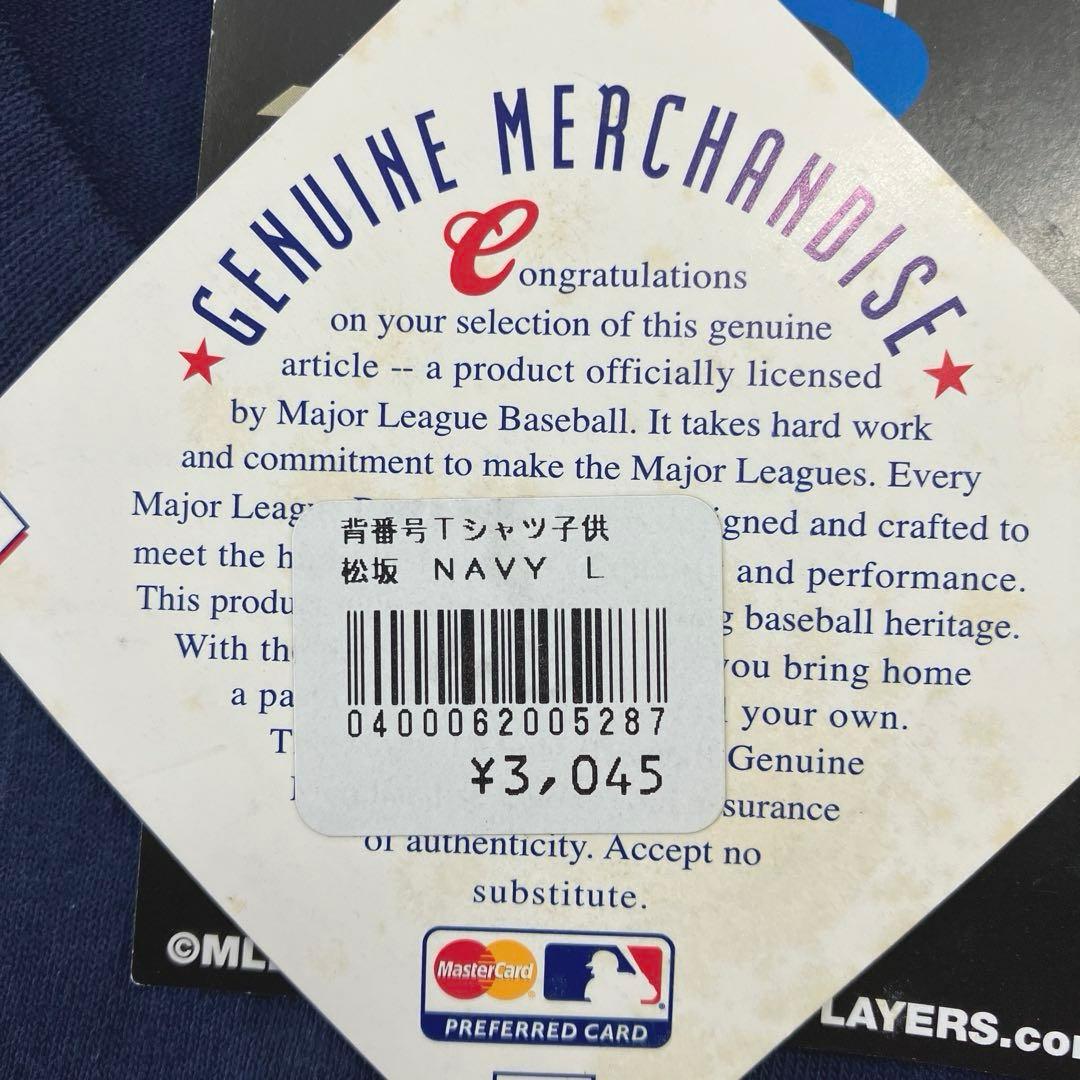 GENUINE MERCHANDISE
Congratulations
on your selection of this genuine
article -- a product officially licensed
by Major League Baseball. It takes hard work
and commitment to make the Major Leagues. Every
Major Leag igned and crafted to
meet the h and performance.
This produ g baseball heritage.
With th you bring home
a pa your own.
T Genuine
surance
of authenticity. Accept no
substitute.
背番号Tシャツ子供
松坂 NAVY L
0400062005287
¥3,045
MasterCard
PREFERRED CARD
©ML
LAYERS.co